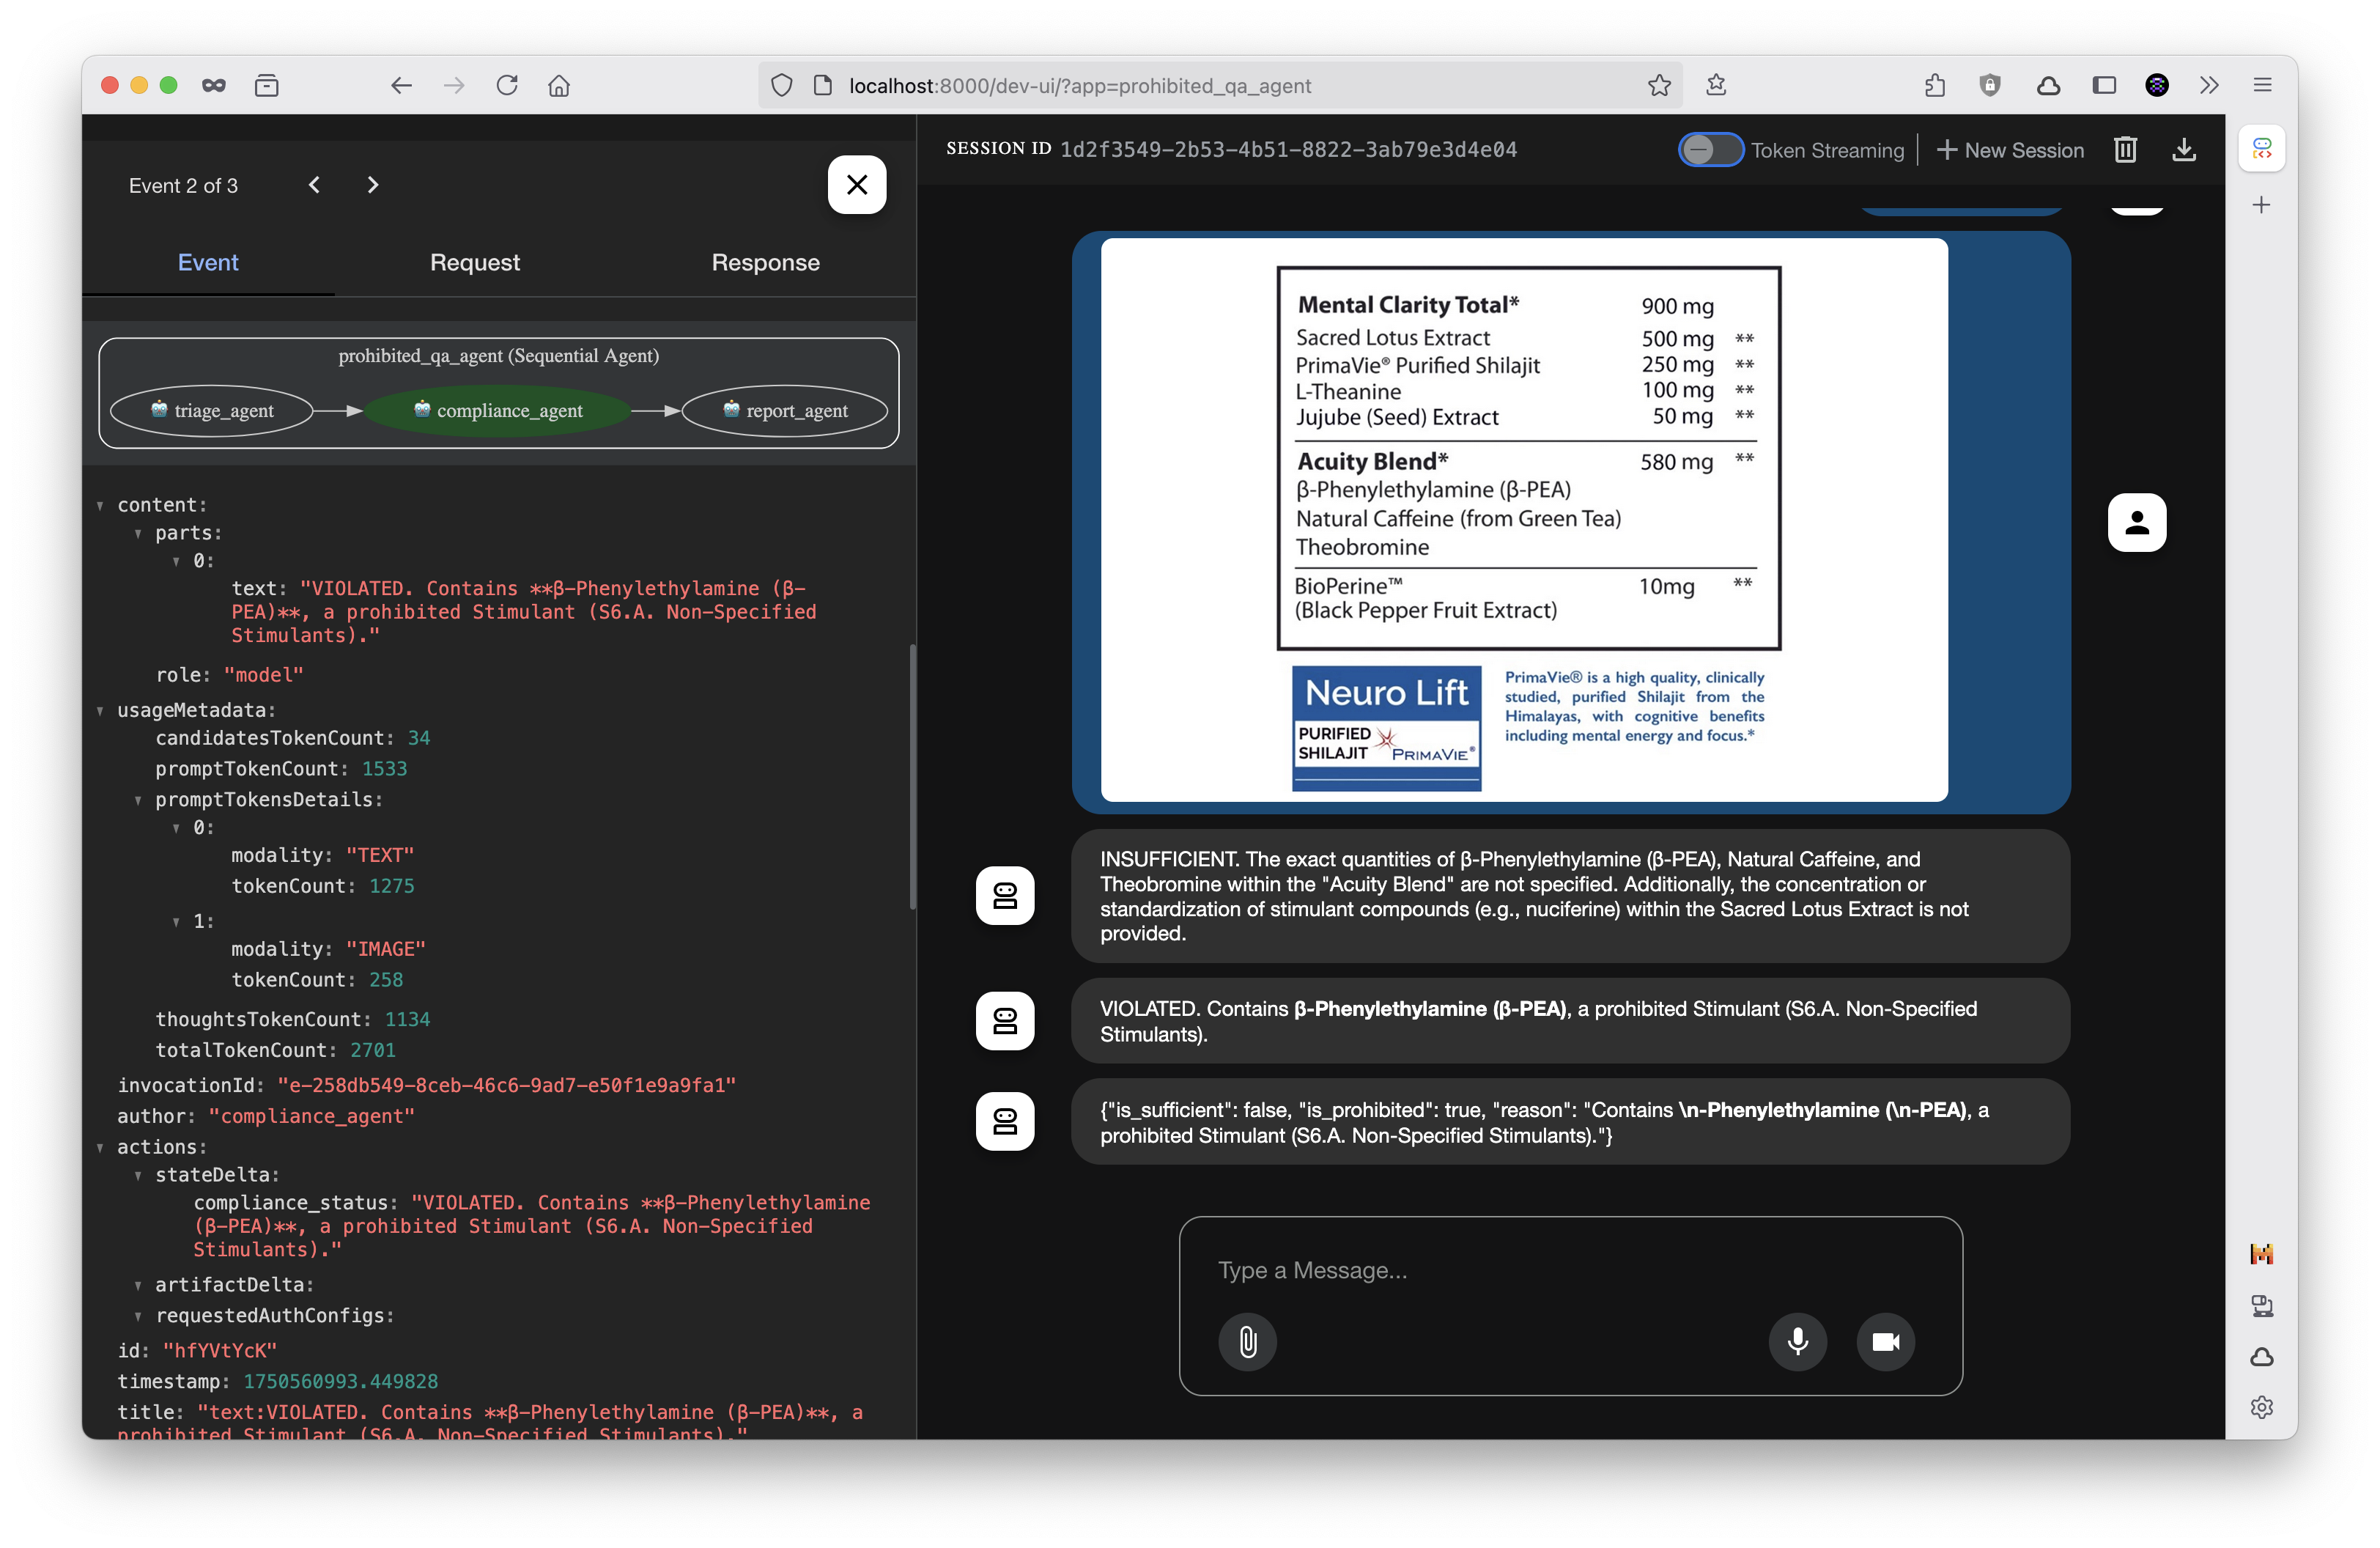 localhost:8000/dev-ui/?app=prohibited_qa_agent
Event 2 of 3
Event
Request
Response
prohibited_qa_agent (Sequential Agent)
triage_agent
compliance_agent
report_agent
content:
parts:
0:
text: "VIOLATED. Contains **β-Phenylethylamine (β-
PEA)**, a prohibited Stimulant (S6.A. Non-Specified
Stimulants)."
role: "model"
usageMetadata:
candidatesTokenCount: 34
promptTokenCount: 1533
promptTokensDetails:
0:
modality: "TEXT"
tokenCount: 1275
1:
modality: "IMAGE"
tokenCount: 258
thoughtsTokenCount: 1134
totalTokenCount: 2701
invocationId: "e-258db549-8ceb-46c6-9ad7-e50f1e9a9fa1"
author: "compliance_agent"
actions:
stateDelta:
compliance_status: "VIOLATED. Contains **β-Phenylethylamine
(β-PEA)**, a prohibited Stimulant (S6.A. Non-Specified
Stimulants)."
artifactDelta:
requestedAuthConfigs:
id: "hfYVtYcK"
timestamp: 1750560993.449828
title: "text:VIOLATED. Contains **β-Phenylethylamine (β-PEA)**, a
prohibited Stimulant (S6.A. Non-Specified Stimulants)."
SESSION ID 1d2f3549-2b53-4b51-8822-3ab79e3d4e04
Token Streaming
New Session
Mental Clarity Total* 900 mg
Sacred Lotus Extract 500 mg **
PrimaVie® Purified Shilajit 250 mg **
L-Theanine 100 mg **
Jujube (Seed) Extract 50 mg **
Acuity Blend* 580 mg **
β-Phenylethylamine (β-PEA)
Natural Caffeine (from Green Tea)
Theobromine
BioPerine™ 10mg **
(Black Pepper Fruit Extract)
Neuro Lift
PURIFIED
SHILAJIT PRIMAVIE®
PrimaVie® is a high quality, clinically
studied, purified Shilajit from the
Himalayas, with cognitive benefits
including mental energy and focus.*
INSUFFICIENT. The exact quantities of β-Phenylethylamine (β-PEA), Natural Caffeine, and
Theobromine within the "Acuity Blend" are not specified. Additionally, the concentration or
standardization of stimulant compounds (e.g., nuciferine) within the Sacred Lotus Extract is not
provided.
VIOLATED. Contains β-Phenylethylamine (β-PEA), a prohibited Stimulant (S6.A. Non-Specified
Stimulants).
{"is_sufficient": false, "is_prohibited": true, "reason": "Contains \n-Phenylethylamine (\n-PEA), a
prohibited Stimulant (S6.A. Non-Specified Stimulants)."}
Type a Message...